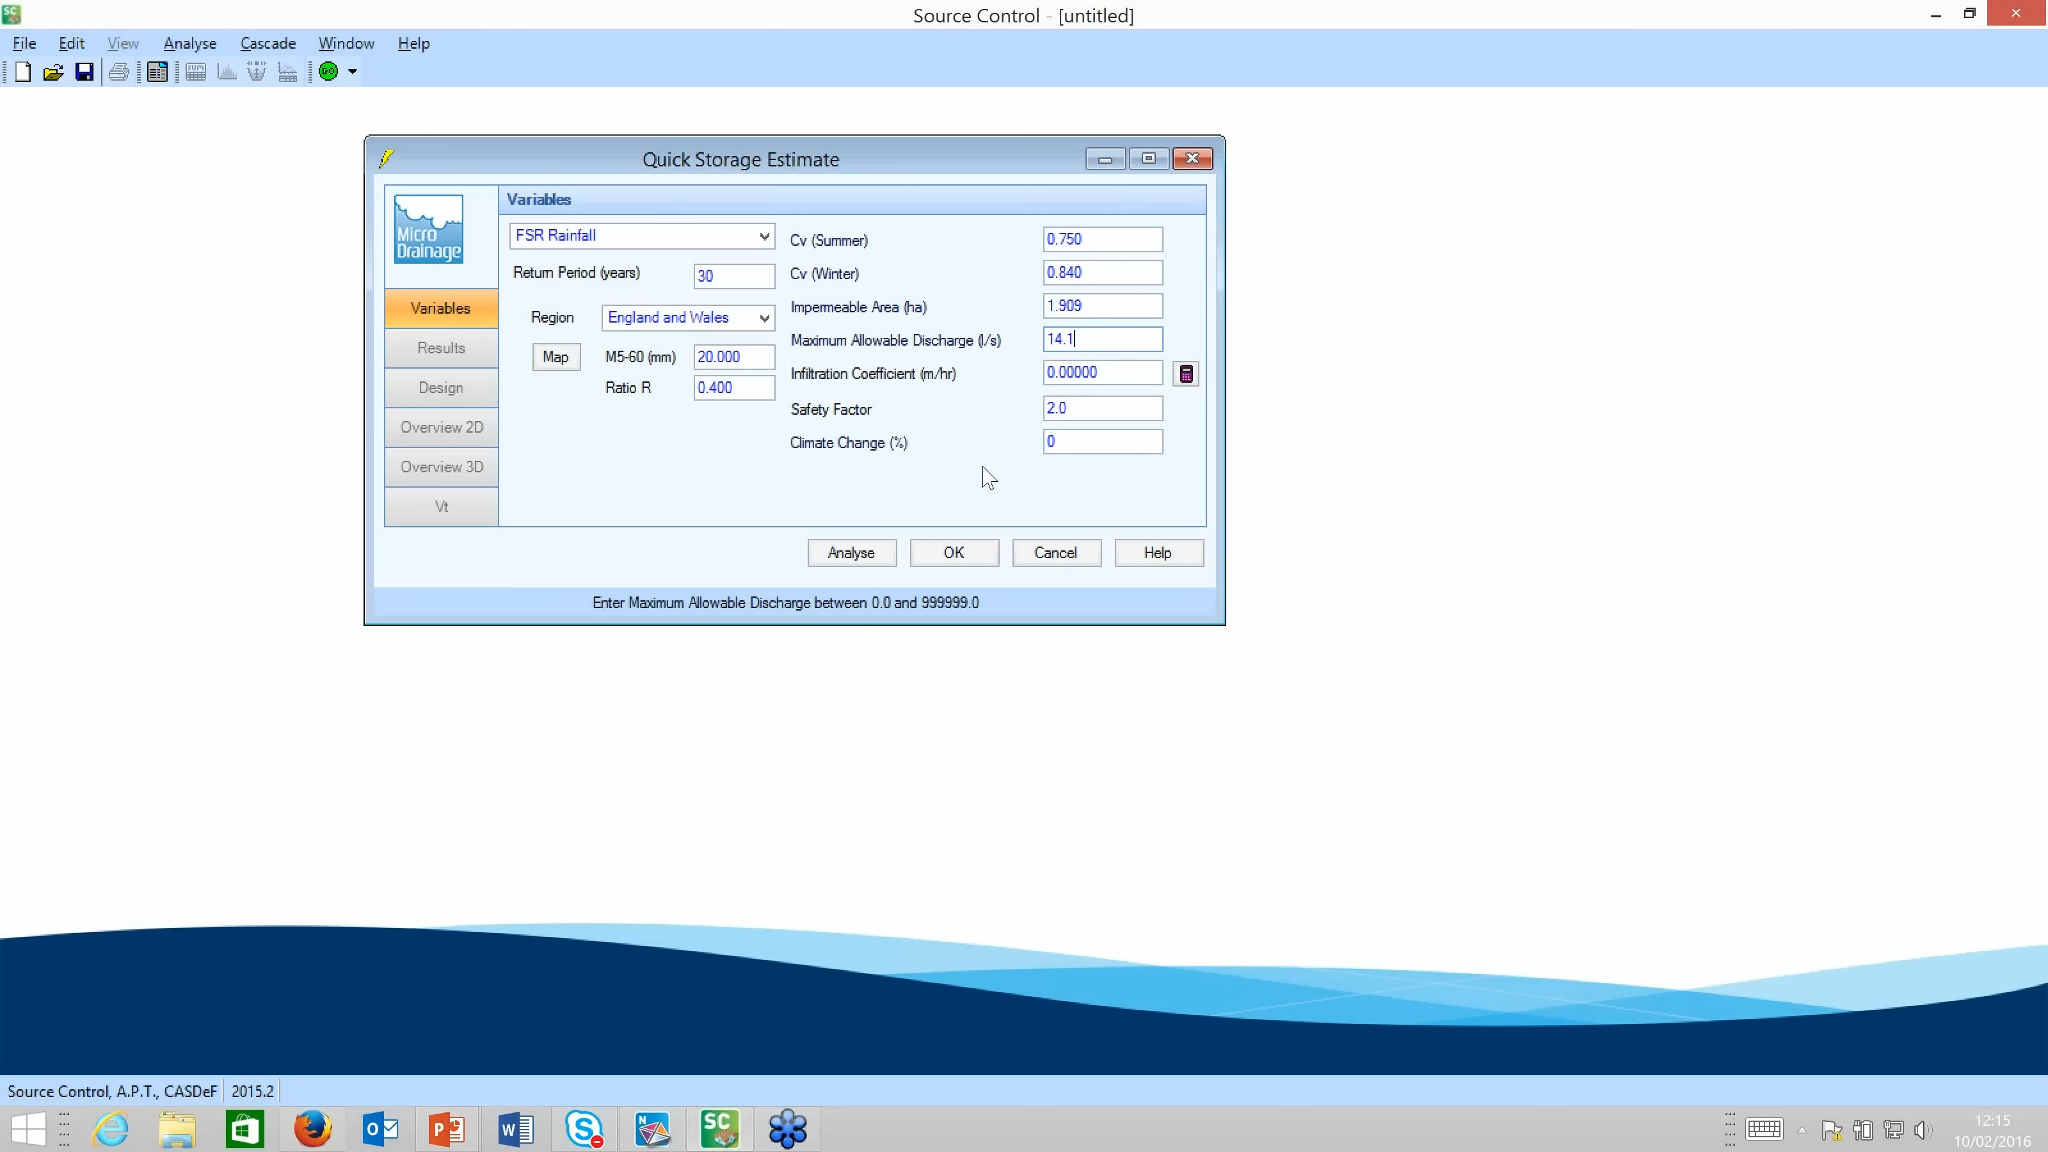 Source Control - [untitled]
File Edit View Analyse Cascade Window Help
Quick Storage Estimate
Micro
Drainage
Variables
Results
Design
Overview 2D
Overview 3D
Vt
Variables
FSR Rainfall
Return Period (years) 30
Region England and Wales
Map M5-60 (mm) 20.000
Ratio R 0.400
Cv (Summer) 0.750
Cv (Winter) 0.840
Impermeable Area (ha) 1.909
Maximum Allowable Discharge (l/s) 14.1
Infiltration Coefficient (m/hr) 0.00000
Safety Factor 2.0
Climate Change (%) 0
Analyse OK Cancel Help
Enter Maximum Allowable Discharge between 0.0 and 999999.0
Source Control, A.P.T., CASDeF 2015.2
12:15
10/02/2016